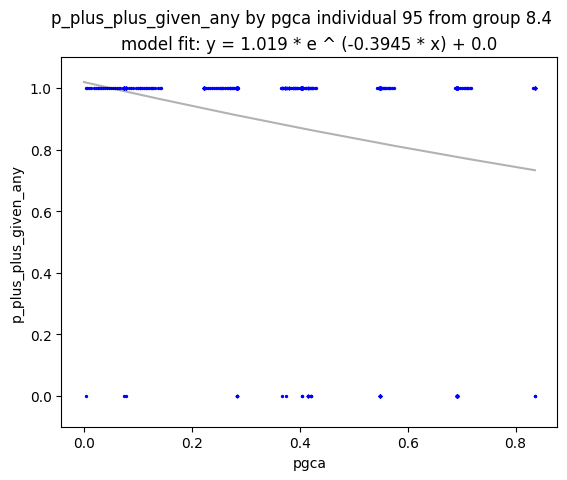 p_plus_plus_given_any by pgca individual 95 from group 8.4
model fit: y = 1.019 * e ^ (-0.3945 * x) + 0.0
1.0
0.8
0.6
0.4
0.2
0.0
p_plus_plus_given_any
0.0 0.2 0.4 0.6 0.8
pgca